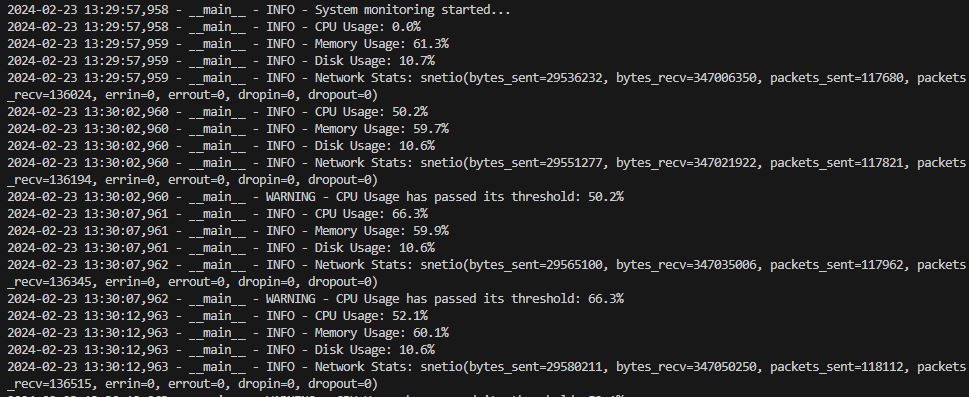 2024-02-23 13:29:57,958 - __main__ - INFO - System monitoring started...
2024-02-23 13:29:57,958 - __main__ - INFO - CPU Usage: 0.0%
2024-02-23 13:29:57,959 - __main__ - INFO - Memory Usage: 61.3%
2024-02-23 13:29:57,959 - __main__ - INFO - Disk Usage: 10.7%
2024-02-23 13:29:57,959 - __main__ - INFO - Network Stats: snetio(bytes_sent=29536232, bytes_recv=347006350, packets_sent=117680, packets
_recv=136024, errin=0, errout=0, dropin=0, dropout=0)
2024-02-23 13:30:02,960 - __main__ - INFO - CPU Usage: 50.2%
2024-02-23 13:30:02,960 - __main__ - INFO - Memory Usage: 59.7%
2024-02-23 13:30:02,960 - __main__ - INFO - Disk Usage: 10.6%
2024-02-23 13:30:02,960 - __main__ - INFO - Network Stats: snetio(bytes_sent=29551277, bytes_recv=347021922, packets_sent=117821, packets
_recv=136194, errin=0, errout=0, dropin=0, dropout=0)
2024-02-23 13:30:02,960 - __main__ - WARNING - CPU Usage has passed its threshold: 50.2%
2024-02-23 13:30:07,961 - __main__ - INFO - CPU Usage: 66.3%
2024-02-23 13:30:07,961 - __main__ - INFO - Memory Usage: 59.9%
2024-02-23 13:30:07,961 - __main__ - INFO - Disk Usage: 10.6%
2024-02-23 13:30:07,962 - __main__ - INFO - Network Stats: snetio(bytes_sent=29565100, bytes_recv=347035006, packets_sent=117962, packets
_recv=136345, errin=0, errout=0, dropin=0, dropout=0)
2024-02-23 13:30:07,962 - __main__ - WARNING - CPU Usage has passed its threshold: 66.3%
2024-02-23 13:30:12,963 - __main__ - INFO - CPU Usage: 52.1%
2024-02-23 13:30:12,963 - __main__ - INFO - Memory Usage: 60.1%
2024-02-23 13:30:12,963 - __main__ - INFO - Disk Usage: 10.6%
2024-02-23 13:30:12,963 - __main__ - INFO - Network Stats: snetio(bytes_sent=29580211, bytes_recv=347050250, packets_sent=118112, packets
_recv=136515, errin=0, errout=0, dropin=0, dropout=0)